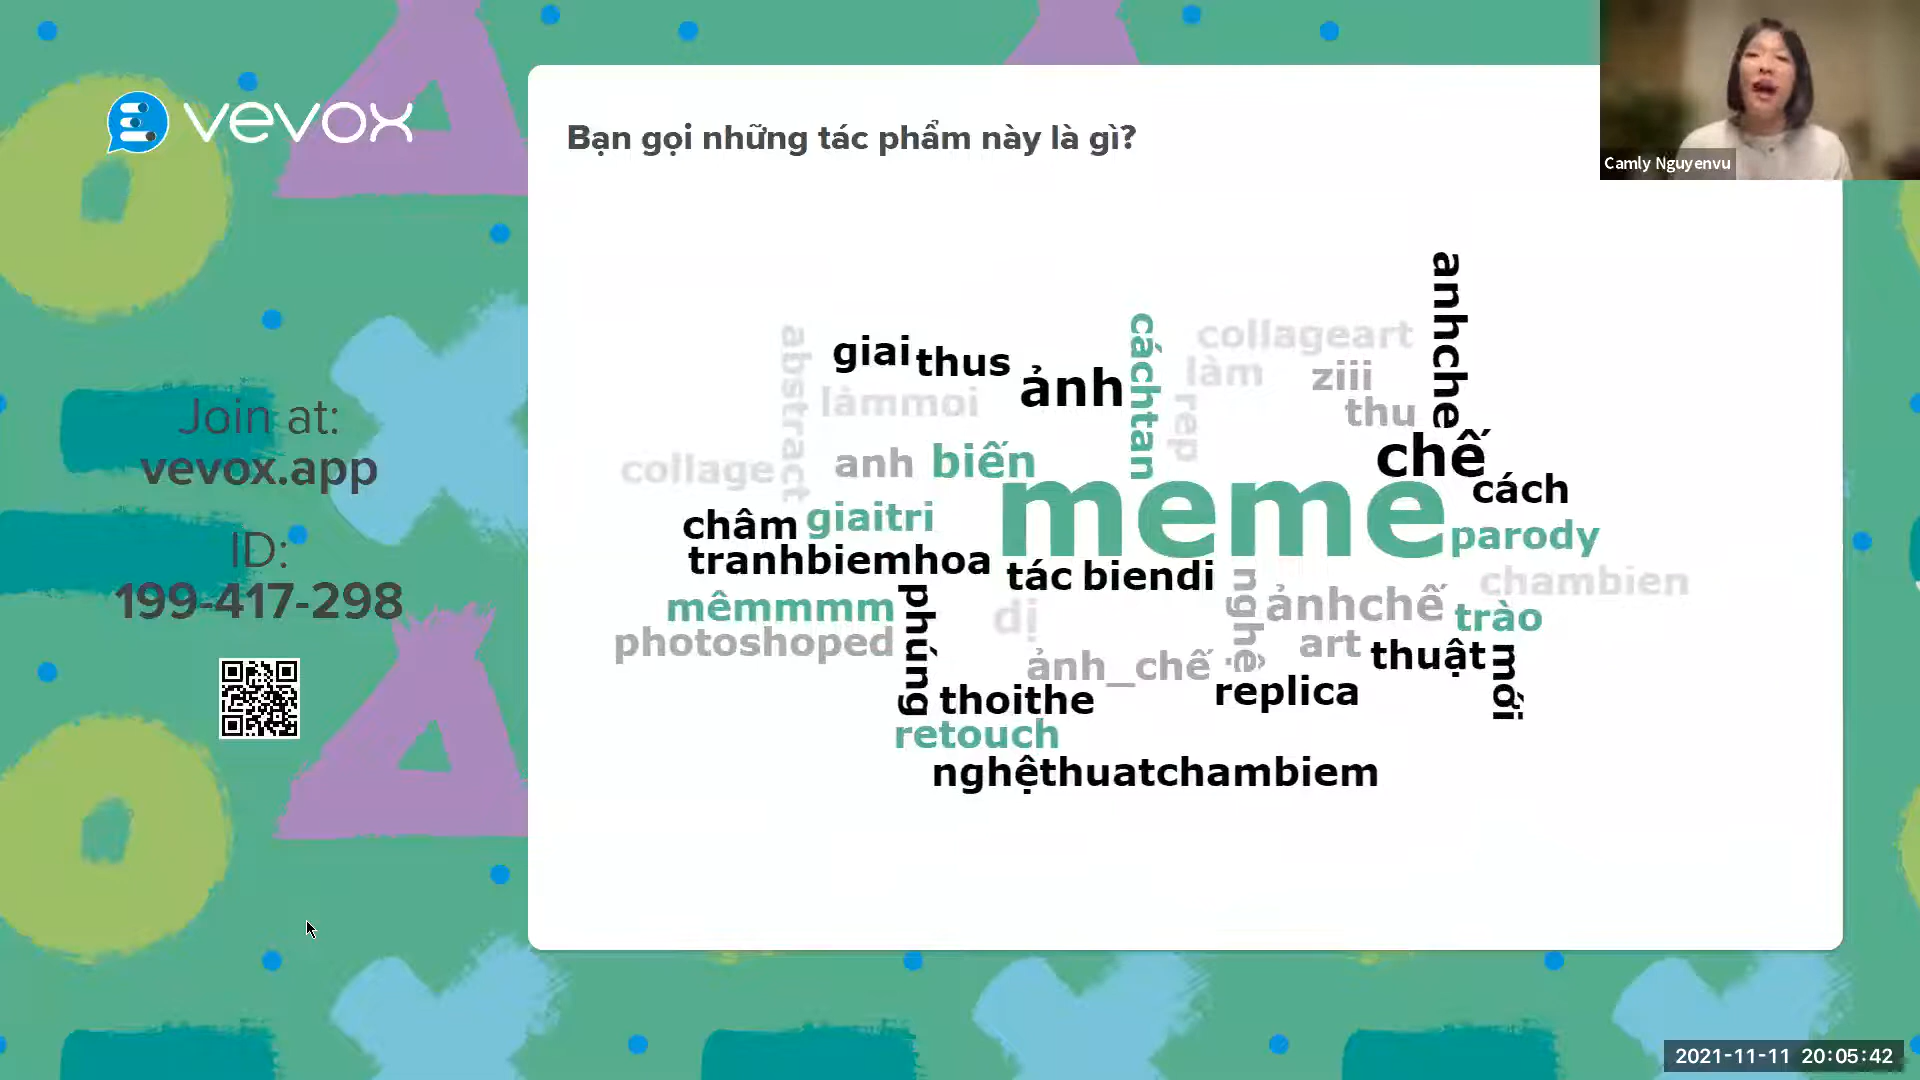 vevox
Bạn gọi những tác phẩm này là gì?
Camly Nguyenvu
Join at:
vevox.app
ID:
199-417-298
anhche
cáchtan
collageart
abstract
giai
thus
ảnh
làm
ziii
làmmoi
rep
thu
chế
collage
anh
biến
cách
meme
châm
giaitri
parody
tranhbiemhoa
tác
biendi
chambien
mêmmmm
phúng
dị
nghệ
ảnhchế
trào
photoshoped
art
thuật
mới
ảnh_chế
thoithe
replica
retouch
nghệthuatchambiem
2021-11-11 20:05:42